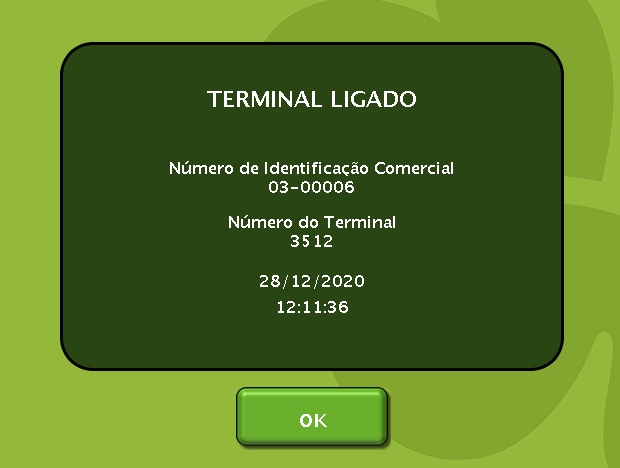 TERMINAL LIGADO
Número de Identificação Comercial
03-00006
Número do Terminal
3512
28/12/2020
12:11:36
OK